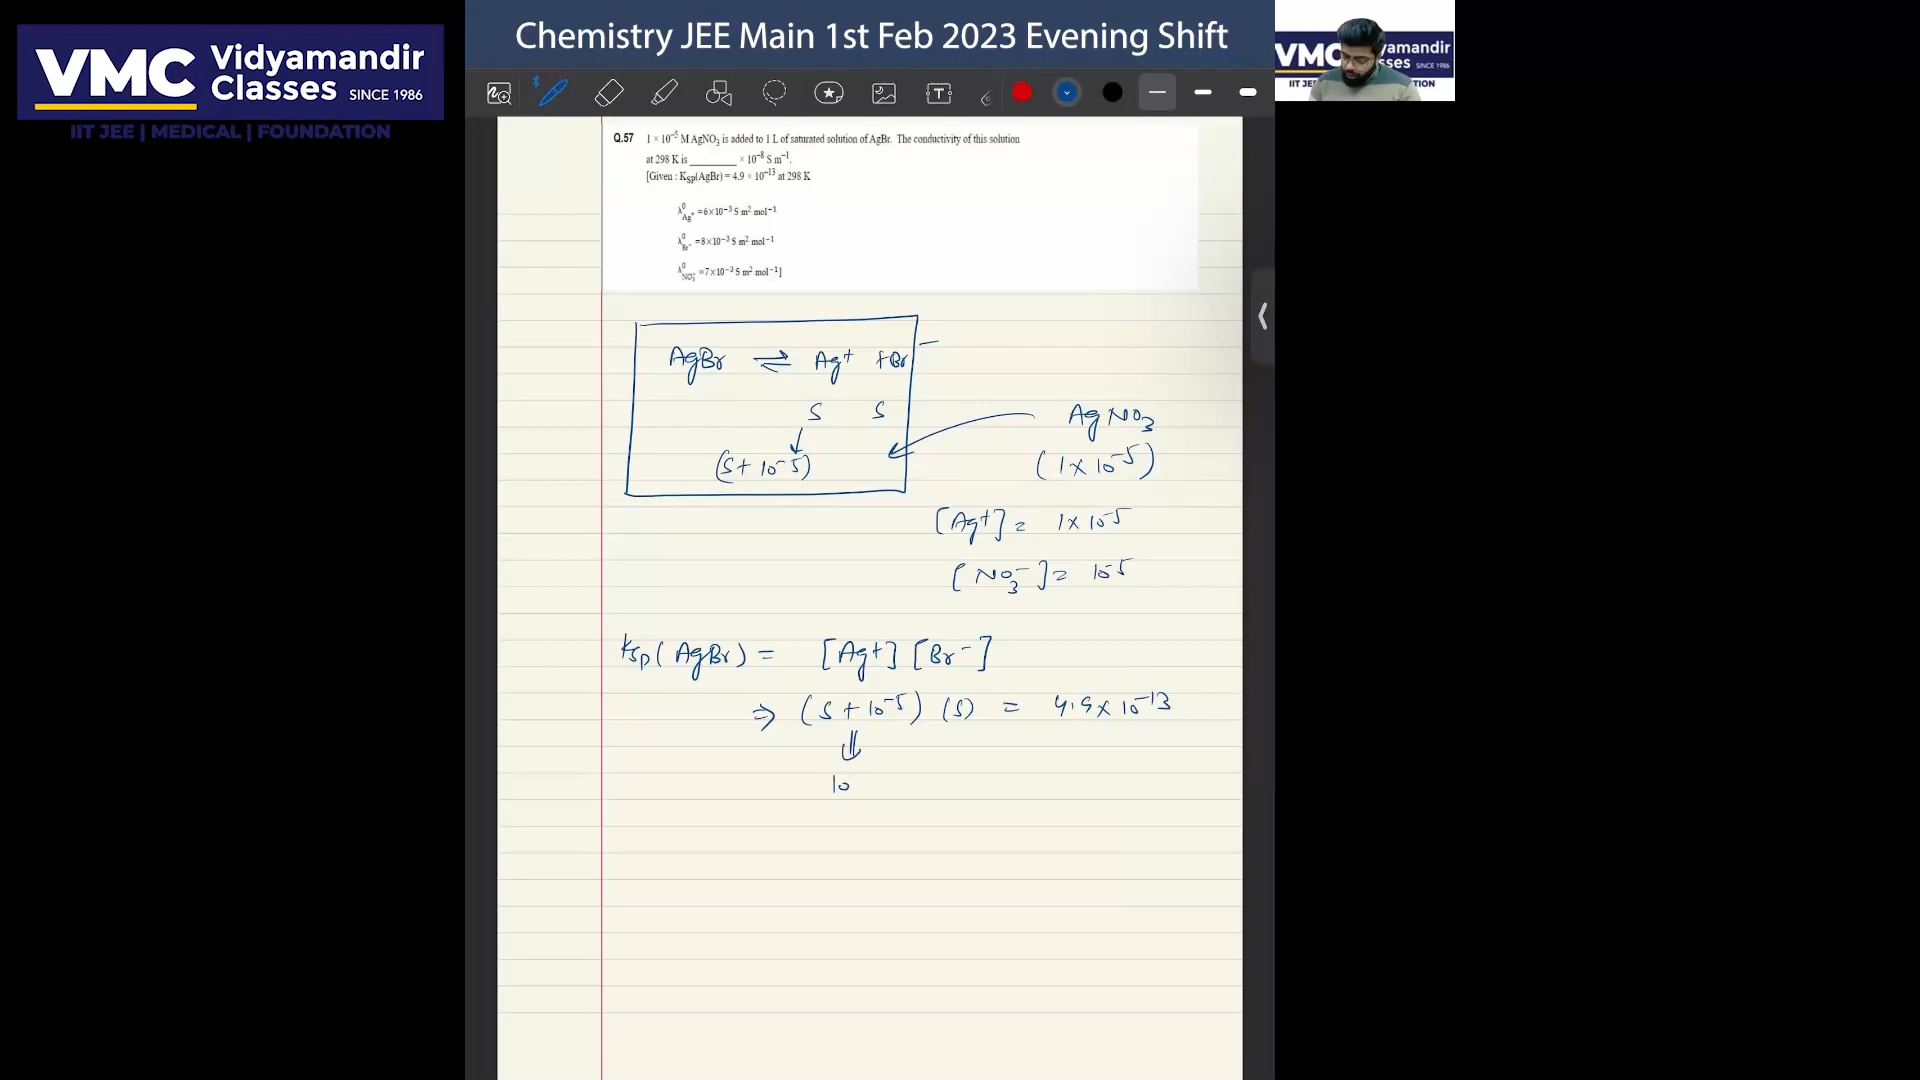 VMC Vidyamandir Classes SINCE 1986
IIT JEE | MEDICAL | FOUNDATION
Chemistry JEE Main 1st Feb 2023 Evening Shift
Q.57 1 × 10⁻⁵ M AgNO₃ is added to 1 L of saturated solution of AgBr. The conductivity of this solution
at 298 K is ________ × 10⁻⁸ S m⁻¹.
[Given : K_SP(AgBr) = 4.9 × 10⁻¹³ at 298 K
λ⁰_Ag⁺ = 6×10⁻³ S m² mol⁻¹
λ⁰_Br⁻ = 8×10⁻³ S m² mol⁻¹
λ⁰_NO₃⁻ = 7×10⁻³ S m² mol⁻¹]
AgBr ⇌ Ag⁺ + Br⁻
S S
(S + 10⁻⁵)
AgNO₃
(1 × 10⁻⁵)
[Ag⁺] = 1 × 10⁻⁵
[NO₃⁻] = 10⁻⁵
Ksp (AgBr) = [Ag⁺] [Br⁻]
⇒ (S + 10⁻⁵) (S) = 4.9 × 10⁻¹³
⇓
10